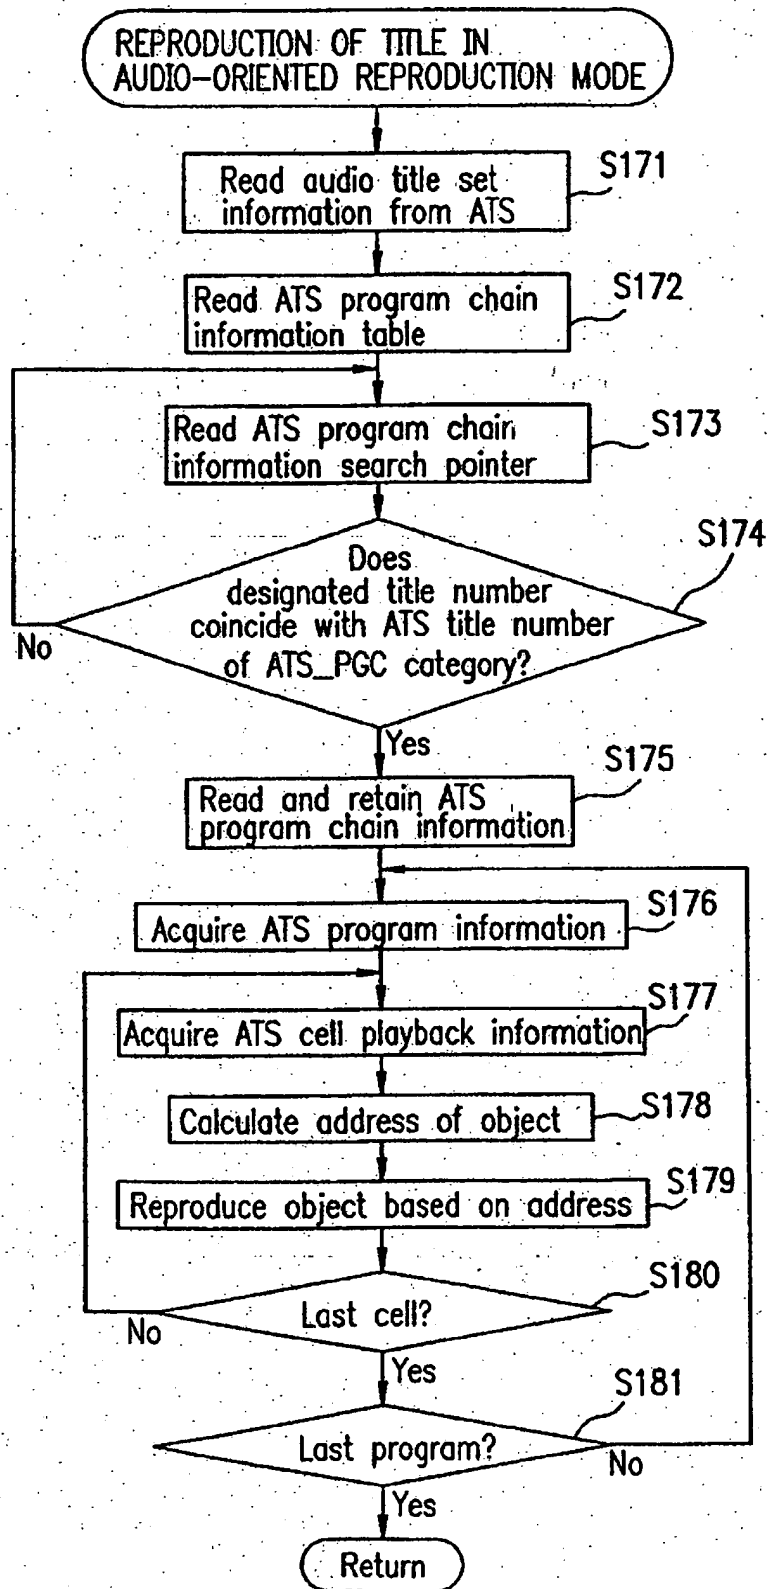 REPRODUCTION OF TITLE IN
AUDIO-ORIENTED REPRODUCTION MODE
Read audio title set
information from ATS
S171
Read ATS program chain
information table
S172
Read ATS program chain
information search pointer
S173
Does
designated title number
coincide with ATS title number
of ATS_PGC category?
S174
No
Yes
Read and retain ATS
program chain information
S175
Acquire ATS program information
S176
Acquire ATS cell playback information
S177
Calculate address of object
S178
Reproduce object based on address
S179
Last cell?
S180
No
Yes
Last program?
S181
No
Yes
Return